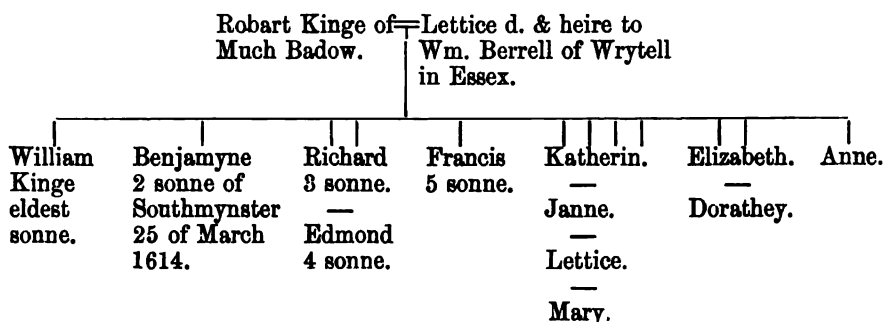 Robart Kinge of
Much Badow.
Lettice d. & heire to
Wm. Berrell of Wrytell
in Essex.
William
Kinge
eldest
sonne.
Benjamyne
2 sonne of
Southmynster
25 of March
1614.
Richard
3 sonne.
—
Edmond
4 sonne.
Francis
5 sonne.
Katherin.
—
Janne.
—
Lettice.
—
Mary.
Elizabeth.
—
Dorathey.
Anne.